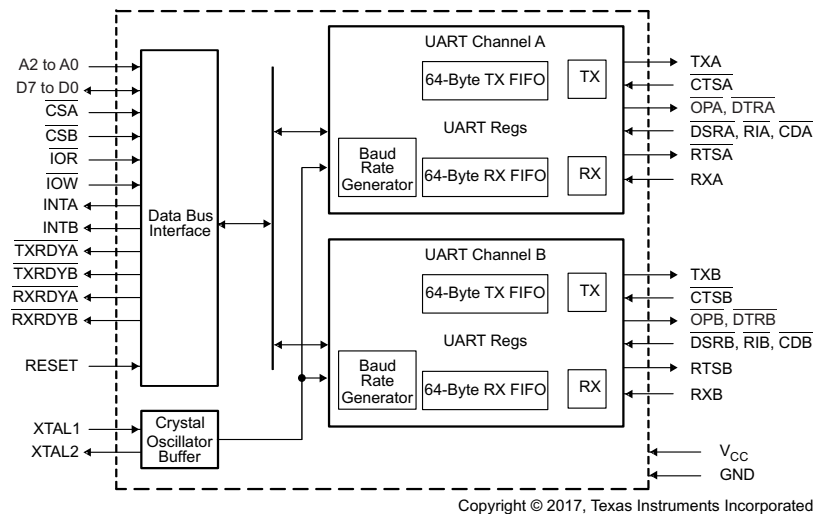 A2 to A0
D7 to D0
CSA
CSB
IOR
IOW
INTA
INTB
TXRDYA
TXRDYB
RXRDYA
RXRDYB
RESET
XTAL1
XTAL2
Data Bus
Interface
Crystal
Oscillator
Buffer
UART Channel A
64-Byte TX FIFO
TX
UART Regs
Baud
Rate
Generator
64-Byte RX FIFO
RX
UART Channel B
64-Byte TX FIFO
TX
UART Regs
Baud
Rate
Generator
64-Byte RX FIFO
RX
TXA
CTSA
OPA, DTRA
DSRA, RIA, CDA
RTSA
RXA
TXB
CTSB
OPB, DTRB
DSRB, RIB, CDB
RTSB
RXB
VCC
GND
Copyright © 2017, Texas Instruments Incorporated